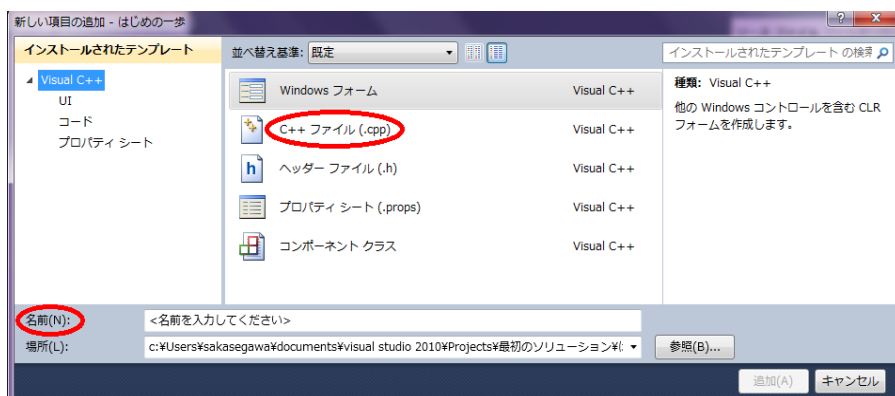 新しい項目の追加 - はじめの一歩
インストールされたテンプレート
並べ替え基準: 既定
インストールされたテンプレート の検索
Visual C++
UI
コード
プロパティ シート
Windows フォーム Visual C++
C++ ファイル (.cpp) Visual C++
ヘッダー ファイル (.h) Visual C++
プロパティ シート (.props) Visual C++
コンポーネント クラス Visual C++
種類: Visual C++
他の Windows コントロールを含む CLR
フォームを作成します。
名前(N): <名前を入力してください>
場所(L): c:¥Users¥sakasegawa¥documents¥visual studio 2010¥Projects¥最初のソリューション¥ 参照(B)...
追加(A) キャンセル